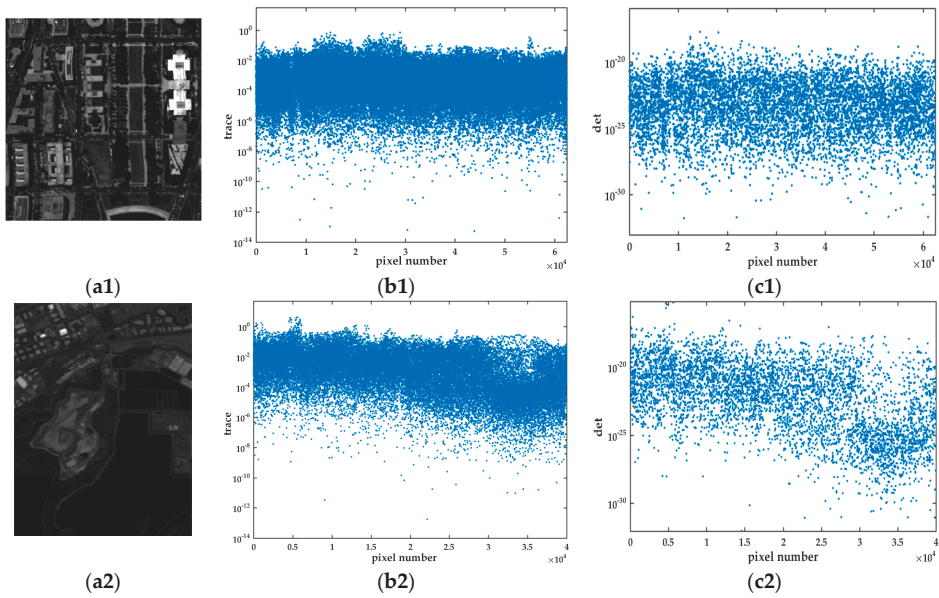 10^0
10^-2
10^-4
10^-6
10^-8
10^-10
10^-12
10^-14
trace
0 1 2 3 4 5 6
pixel number
×10^4
10^-20
10^-25
10^-30
det
0 1 2 3 4 5 6
pixel number
×10^4
(a1) (b1) (c1)
10^0
10^-2
10^-4
10^-6
10^-8
10^-10
10^-12
10^-14
trace
0 0.5 1 1.5 2 2.5 3 3.5 4
pixel number
×10^4
10^-20
10^-25
10^-30
det
0 0.5 1 1.5 2 2.5 3 3.5 4
pixel number
×10^4
(a2) (b2) (c2)